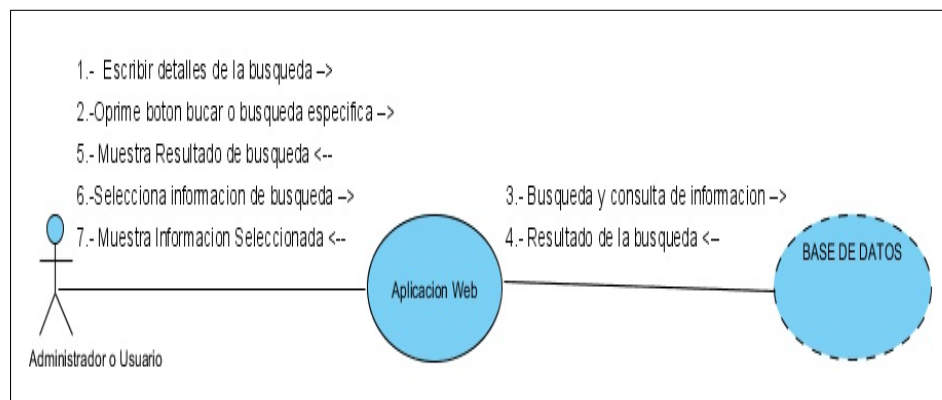 1.- Escribir detalles de la busqueda –>
2.-Oprime boton bucar o busqueda especifica –>
5.- Muestra Resultado de busqueda <--
6.-Selecciona informacion de busqueda –>
7.- Muestra Informacion Seleccionada <--
3.- Busqueda y consulta de informacion –>
4.- Resultado de la busqueda <–
BASE DE DATOS
Aplicacion Web
Administrador o Usuario